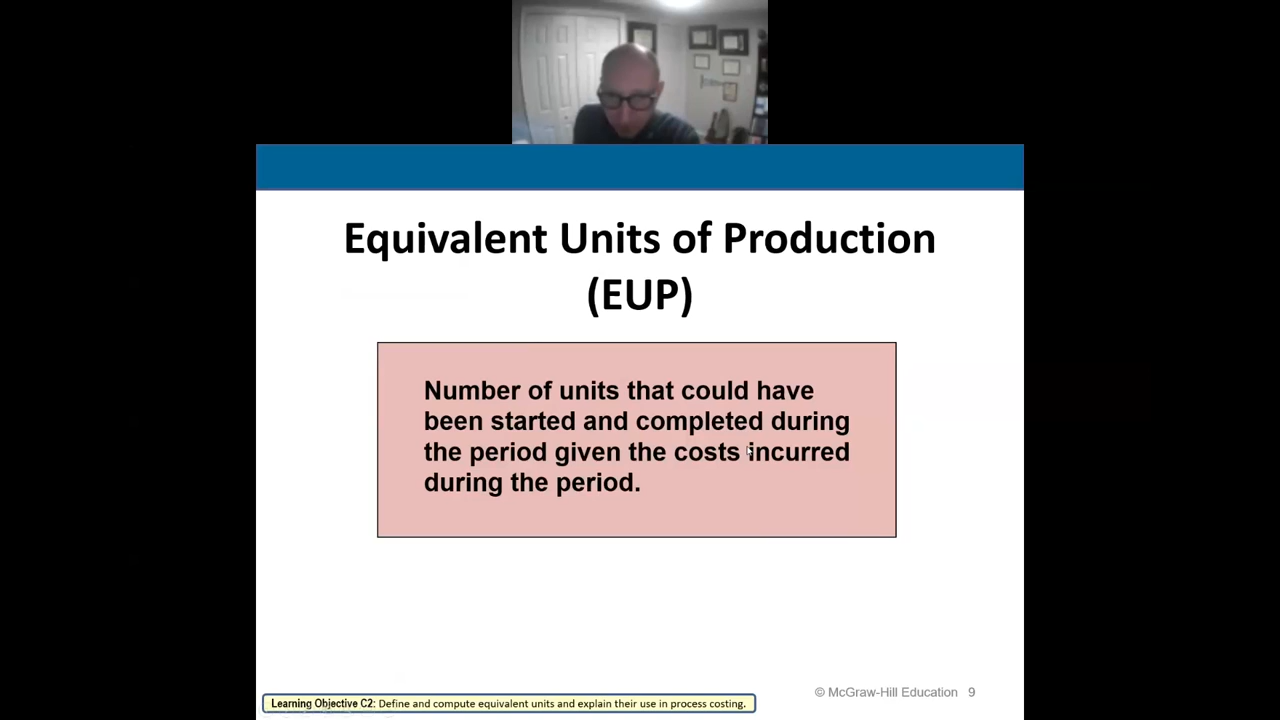 Equivalent Units of Production
(EUP)
Number of units that could have
been started and completed during
the period given the costs incurred
during the period.
Learning Objective C2: Define and compute equivalent units and explain their use in process costing.
© McGraw-Hill Education 9